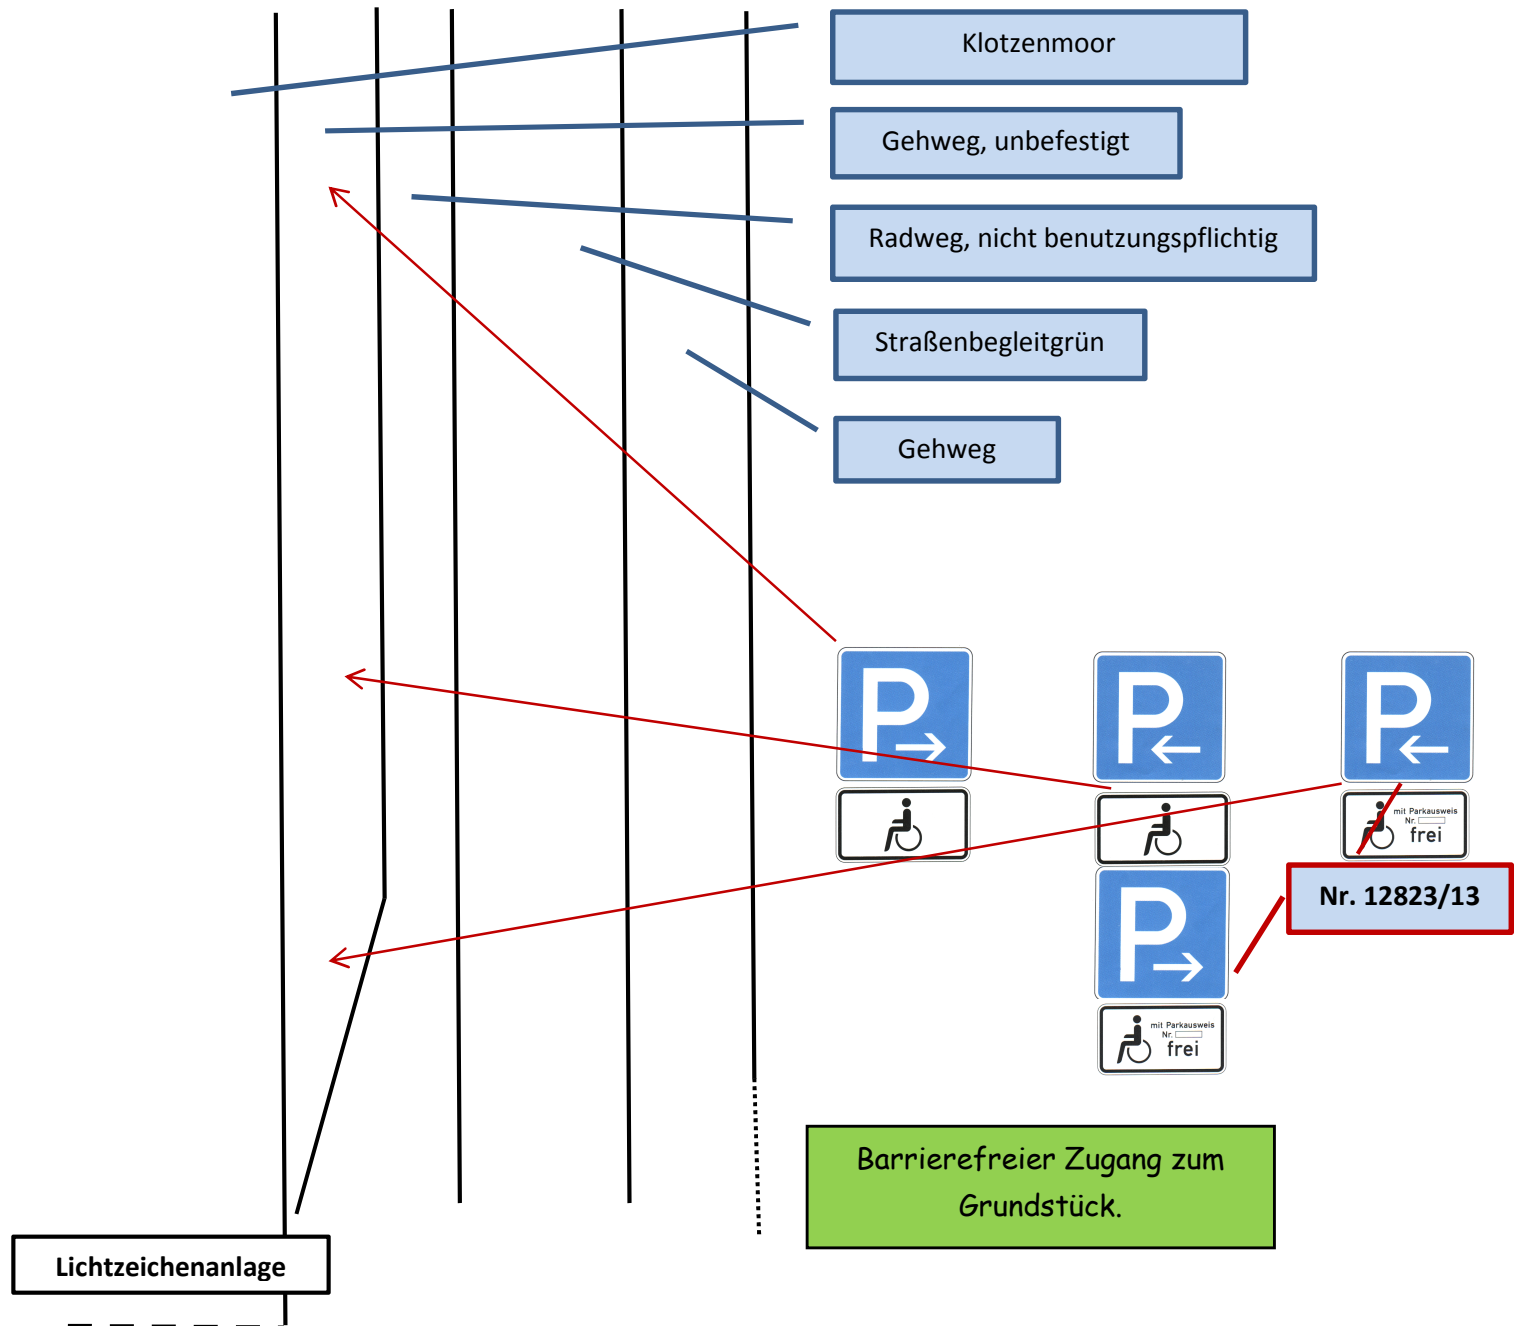 Klotzenmoor
Gehweg, unbefestigt
Radweg, nicht benutzungspflichtig
Straßenbegleitgrün
Gehweg
P
P
P
mit Parkausweis
Nr.
frei
Nr. 12823/13
P
mit Parkausweis
Nr.
frei
Barrierefreier Zugang zum
Grundstück.
Lichtzeichenanlage